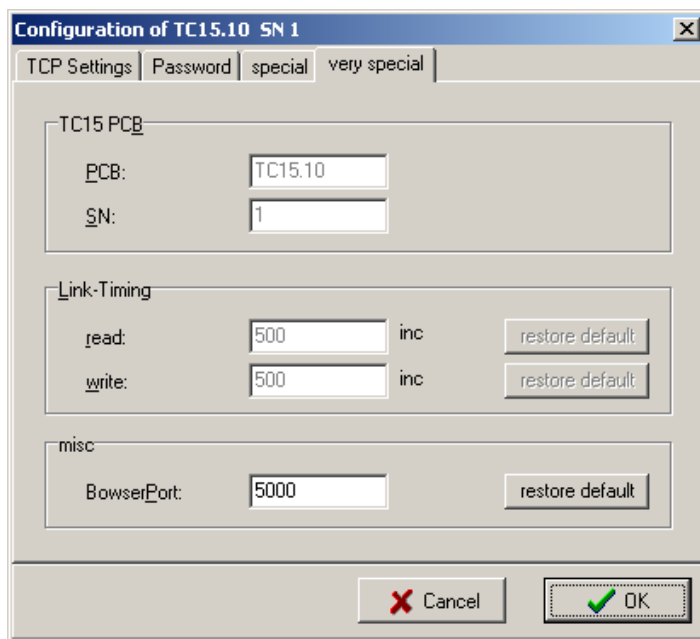 Configuration of TC15.10 SN 1
TCP Settings Password special very special
TC15 PCB
PCB: TC15.10
SN: 1
Link-Timing
read: 500 inc restore default
write: 500 inc restore default
misc
BowserPort: 5000 restore default
Cancel OK